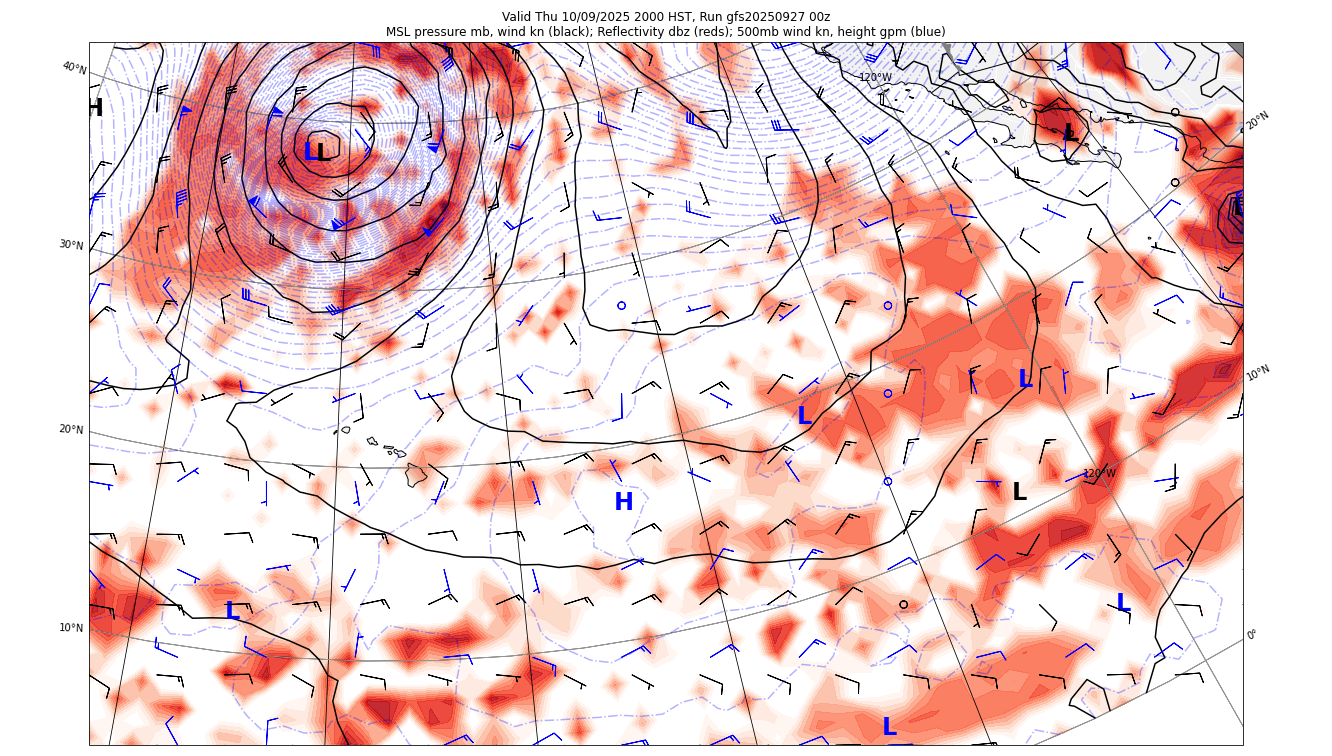 Valid Thu 10/09/2025 2000 HST, Run gfs20250927 00z
MSL pressure mb, wind kn (black); Reflectivity dbz (reds); 500mb wind kn, height gpm (blue)
40°N
120°W
H
20°N
L
L L
L
30°N
10°N
L
L
20°N
120°W
L
H
L
L
10°N
0°
L